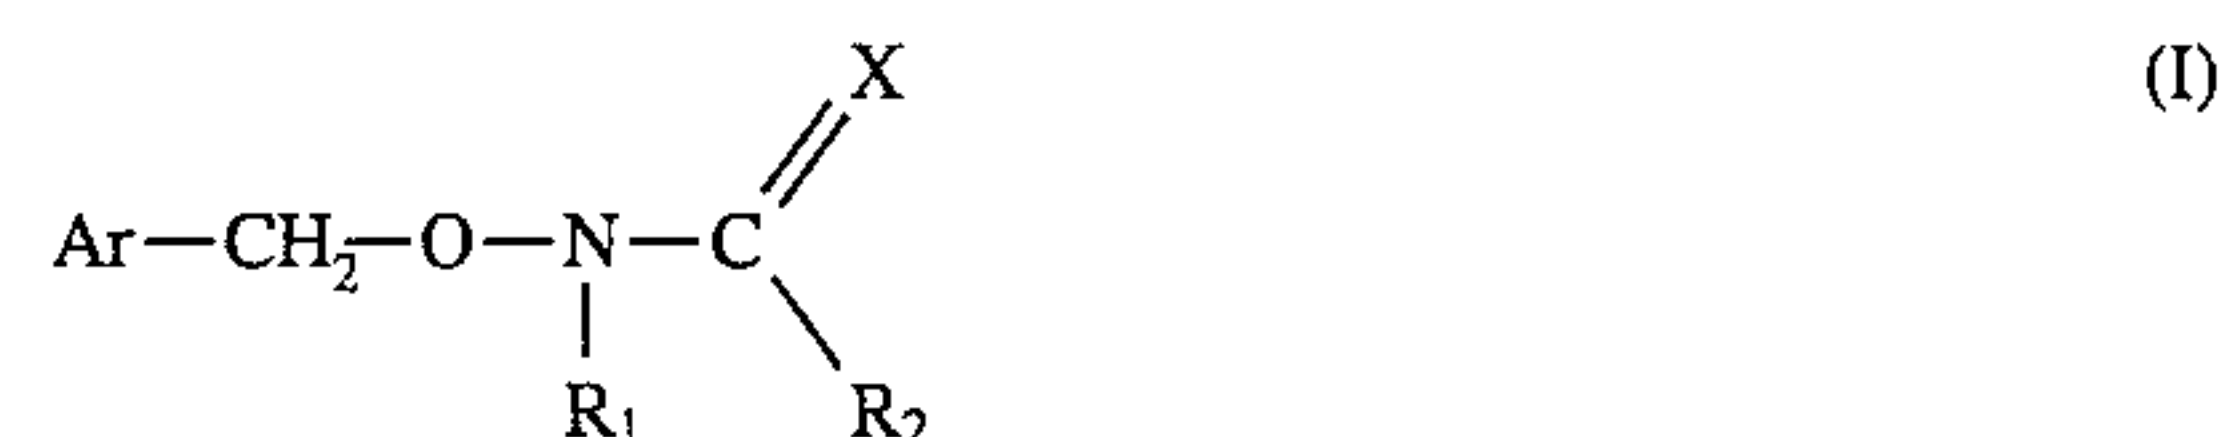 X (I)
Ar—CH₂—O—N—C
R₁ R₂